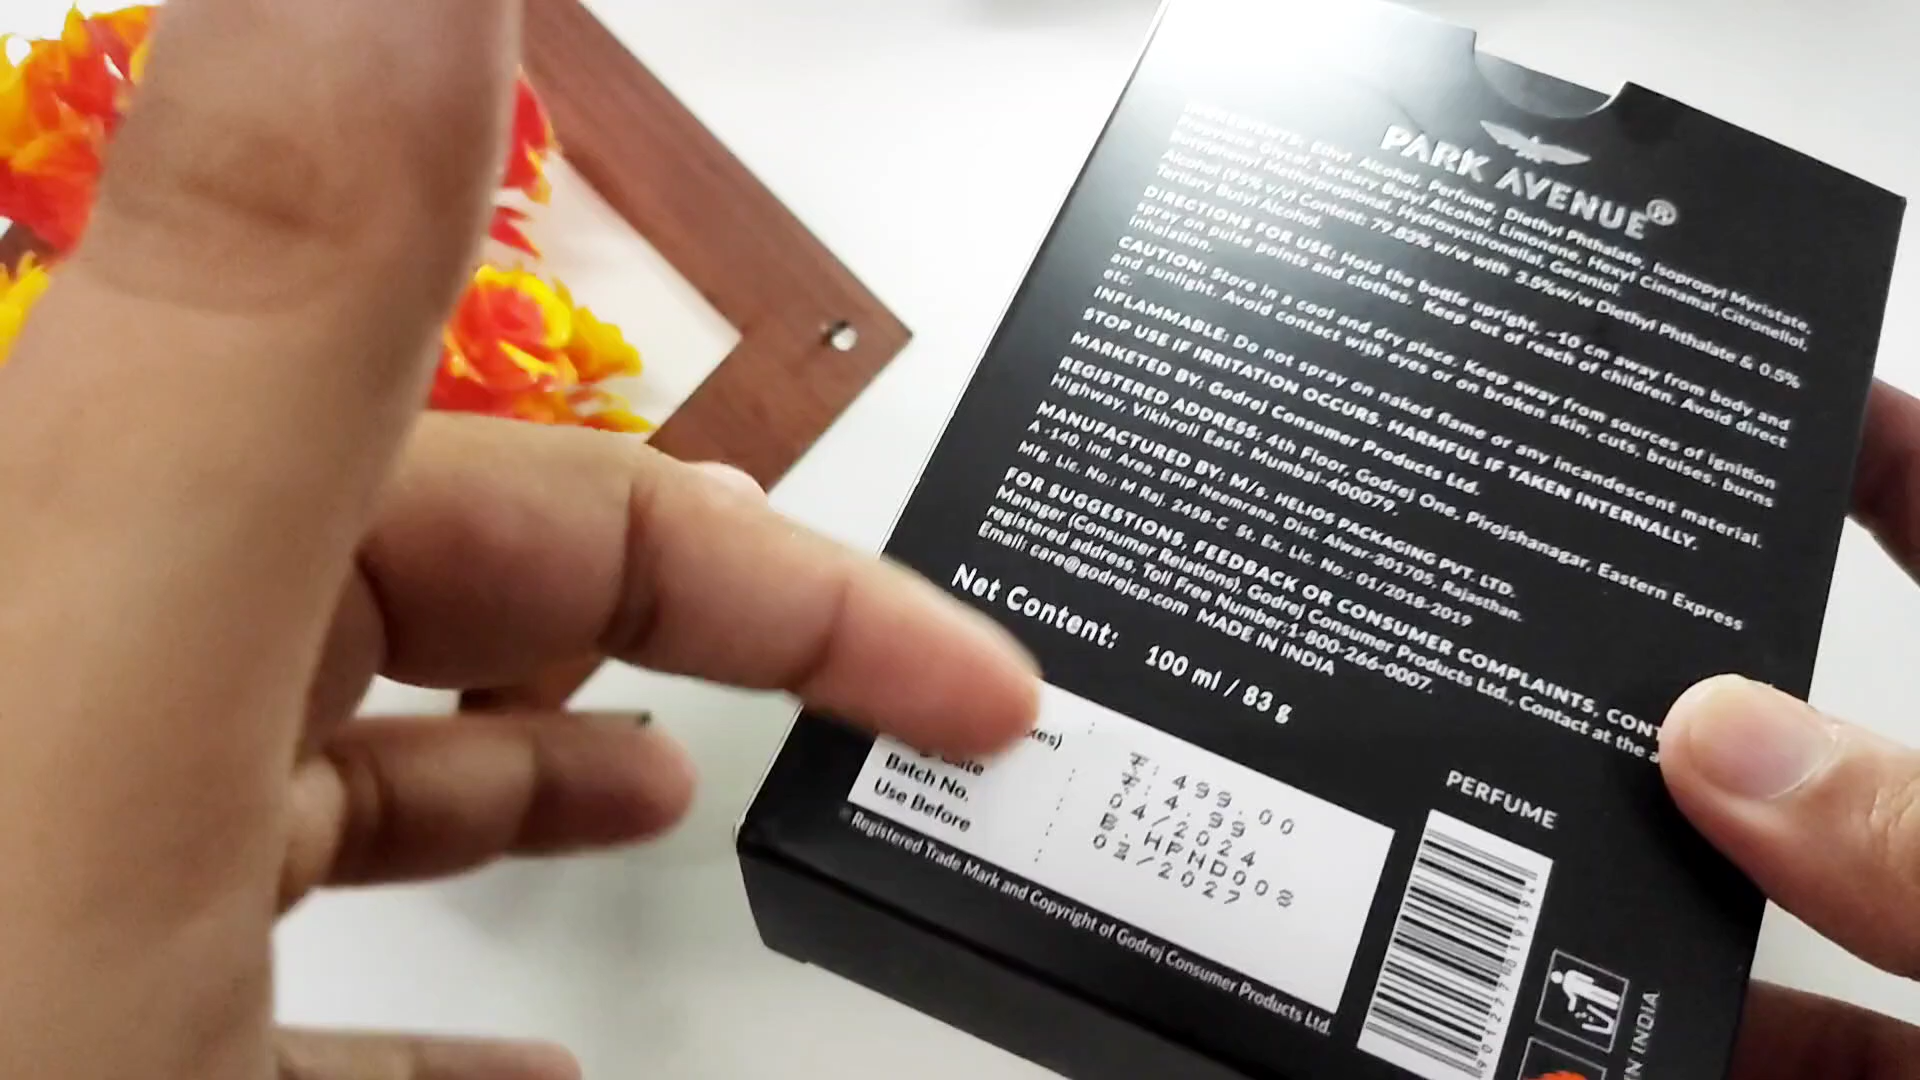 PARK AVENUE®
INGREDIENTS: Ethyl Alcohol, Perfume, Diethyl Phthalate, Isopropyl Myristate,
Propylene Glycol, Tertiary Butyl Alcohol, Limonene, Hexyl Cinnamal, Citronellol,
Butylphenyl Methylpropional, Hydroxycitronellal, Geraniol.
Alcohol (95% v/v) Content: 79.83% w/w with 3.5%w/w Diethyl Phthalate & 0.5%
Tertiary Butyl Alcohol.
DIRECTIONS FOR USE: Hold the bottle upright, ~10 cm away from body and
spray on pulse points and clothes. Keep out of reach of children. Avoid direct
inhalation.
CAUTION: Store in a cool and dry place. Keep away from sources of ignition
and sunlight. Avoid contact with eyes or on broken skin, cuts, bruises, burns
etc.
INFLAMMABLE: Do not spray on naked flame or any incandescent material.
STOP USE IF IRRITATION OCCURS. HARMFUL IF TAKEN INTERNALLY.
MARKETED BY: Godrej Consumer Products Ltd.
REGISTERED ADDRESS: 4th Floor, Godrej One, Pirojshanagar, Eastern Express
Highway, Vikhroli East, Mumbai-400079.
MANUFACTURED BY: M/s. HELIOS PACKAGING PVT. LTD.
A -140, Ind. Area, EPIP Neemrana, Dist. Alwar-301705, Rajasthan.
Mfg. Lic. No.: M Raj. 2458-C St. Ex. Lic. No.: 01/2018-2019
FOR SUGGESTIONS, FEEDBACK OR CONSUMER COMPLAINTS, CONT
Manager (Consumer Relations), Godrej Consumer Products Ltd., Contact at the a
registered address. Toll Free Number:1-800-266-0007.
Email: care@godrejcp.com MADE IN INDIA
Net Content: 100 ml / 83 g
xes) : 499.00
4.99
ate : 04/2024
Batch No. : B. HPND008
Use Before : 03/2027
® Registered Trade Mark and Copyright of Godrej Consumer Products Ltd.
PERFUME
IN INDIA